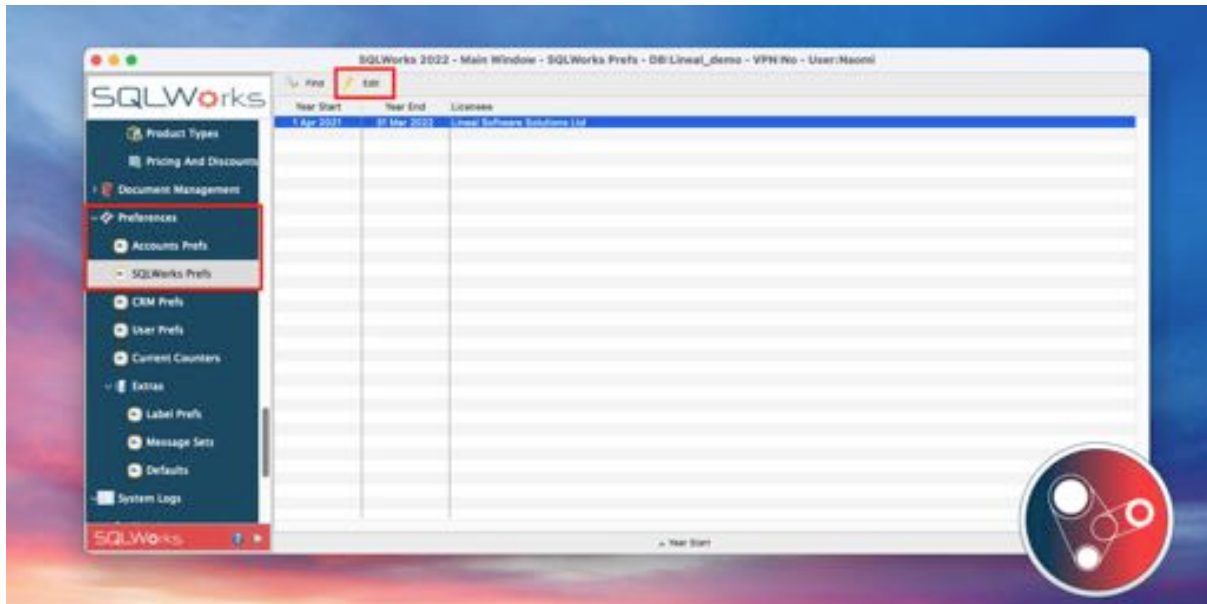 SQLWorks 2022 - Main Window - SQLWorks Prefs - DB:Lineal_demo - VPN:No - User:Naomi
SQLWorks
Find
Edit
Year Start
Year End
Licensee
1 Apr 2021
31 Mar 2022
Lineal Software Solutions Ltd
Product Types
Pricing And Discounts
Document Management
Preferences
Accounts Prefs
SQLWorks Prefs
CRM Prefs
User Prefs
Current Counters
Extras
Label Prefs
Message Sets
Defaults
System Logs
SQLWorks
Year Start